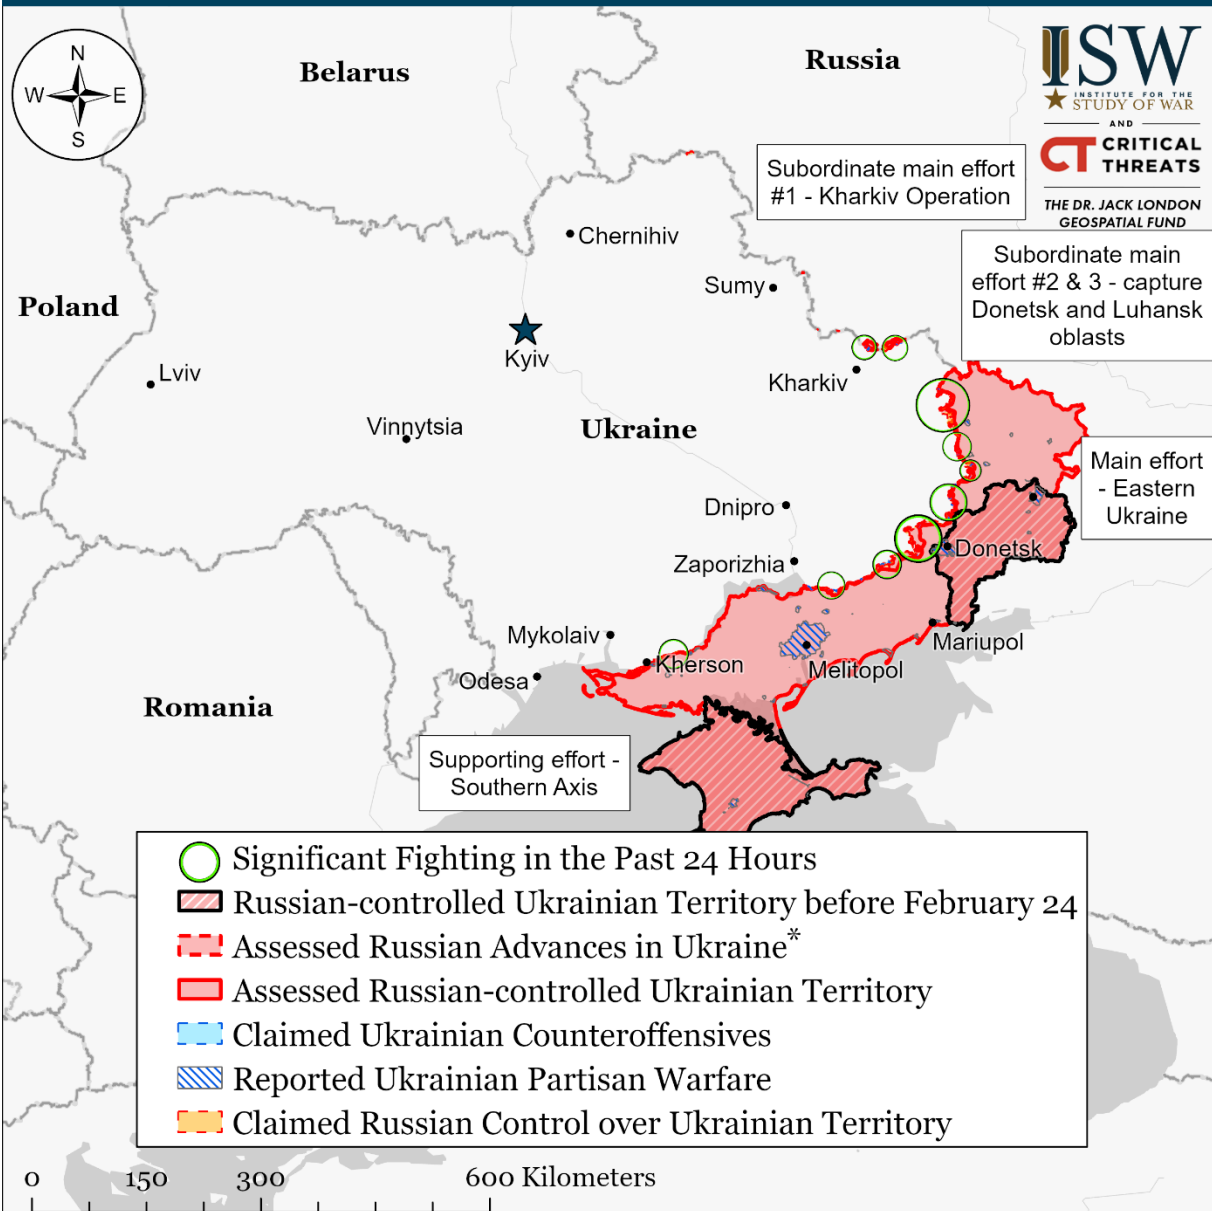 N
W
E
S
Belarus
Russia
ISW
INSTITUTE FOR THE
STUDY OF WAR
AND
CT CRITICAL
THREATS
THE DR. JACK LONDON
GEOSPATIAL FUND
Subordinate main effort
#1 - Kharkiv Operation
Subordinate main
effort #2 & 3 - capture
Donetsk and Luhansk
oblasts
Chernihiv
Sumy
Poland
Kyiv
Lviv
Kharkiv
Vinnytsia
Ukraine
Main effort
- Eastern
Ukraine
Dnipro
Donetsk
Zaporizhia
Mykolaiv
Mariupol
Kherson
Melitopol
Odesa
Romania
Supporting effort -
Southern Axis
Significant Fighting in the Past 24 Hours
Russian-controlled Ukrainian Territory before February 24
Assessed Russian Advances in Ukraine*
Assessed Russian-controlled Ukrainian Territory
Claimed Ukrainian Counteroffensives
Reported Ukrainian Partisan Warfare
Claimed Russian Control over Ukrainian Territory
0 150 300 600 Kilometers